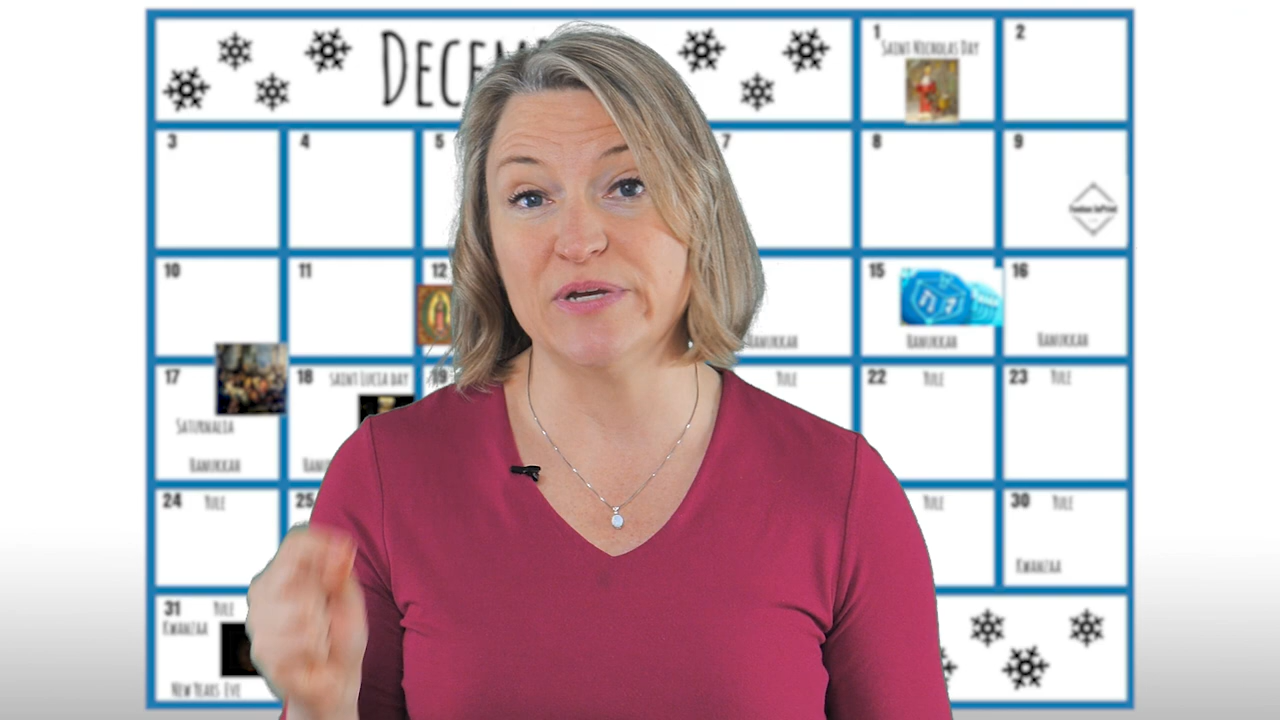 DECEM
1 SAINT NICHOLAS DAY
2
3
4
5
7
8
9
10
11
12
HANUKKAH
15
HANUKKAH
16
HANUKKAH
17
SATURNALIA
HANUKKAH
18 SAINT LUCIA DAY
HANU
19
YULE
22 YULE
23 YULE
24 YULE
25
YULE
30 YULE
KWANZAA
31 YULE
KWANZAA
NEW YEARS EVE